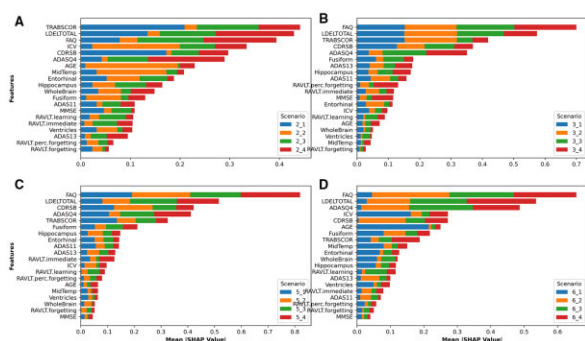 A
TRABSCOR
LDELTOTAL
FAQ
ICV
CDRSB
ADASQ4
AGE
MidTemp
Entorhinal
Hippocampus
WholeBrain
Fusiform
ADAS11
MMSE
RAVLT.learning
RAVLT.immediate
Ventricles
ADAS13
RAVLT.perc.forgetting
RAVLT.forgetting
Features
Scenario
2_1
2_2
2_3
2_4
0.0 0.1 0.2 0.3 0.4
B
FAQ
LDELTOTAL
TRABSCOR
CDRSB
ADASQ4
Fusiform
ADAS13
Hippocampus
ADAS11
RAVLT.perc.forgetting
RAVLT.immediate
MMSE
Entorhinal
ICV
RAVLT.learning
AGE
WholeBrain
Ventricles
MidTemp
RAVLT.forgetting
Scenario
3_1
3_2
3_3
3_4
0.0 0.1 0.2 0.3 0.4 0.5 0.6 0.7
C
FAQ
LDELTOTAL
CDRSB
ADASQ4
TRABSCOR
Fusiform
Hippocampus
Entorhinal
ADAS11
ADAS13
RAVLT.immediate
ICV
RAVLT.learning
RAVLT.perc.forgetting
AGE
MidTemp
Ventricles
WholeBrain
RAVLT.forgetting
MMSE
Features
Scenario
5_1
5_2
5_3
5_4
0.0 0.1 0.2 0.3 0.4 0.5 0.6 0.7 0.8
Mean |SHAP Value|
D
FAQ
LDELTOTAL
ADASQ4
ICV
CDRSB
AGE
Fusiform
TRABSCOR
MidTemp
Entorhinal
WholeBrain
Hippocampus
RAVLT.learning
ADAS13
Ventricles
RAVLT.immediate
ADAS11
RAVLT.perc.forgetting
RAVLT.forgetting
MMSE
Scenario
6_1
6_2
6_3
6_4
0.0 0.1 0.2 0.3 0.4 0.5 0.6
Mean |SHAP Value|